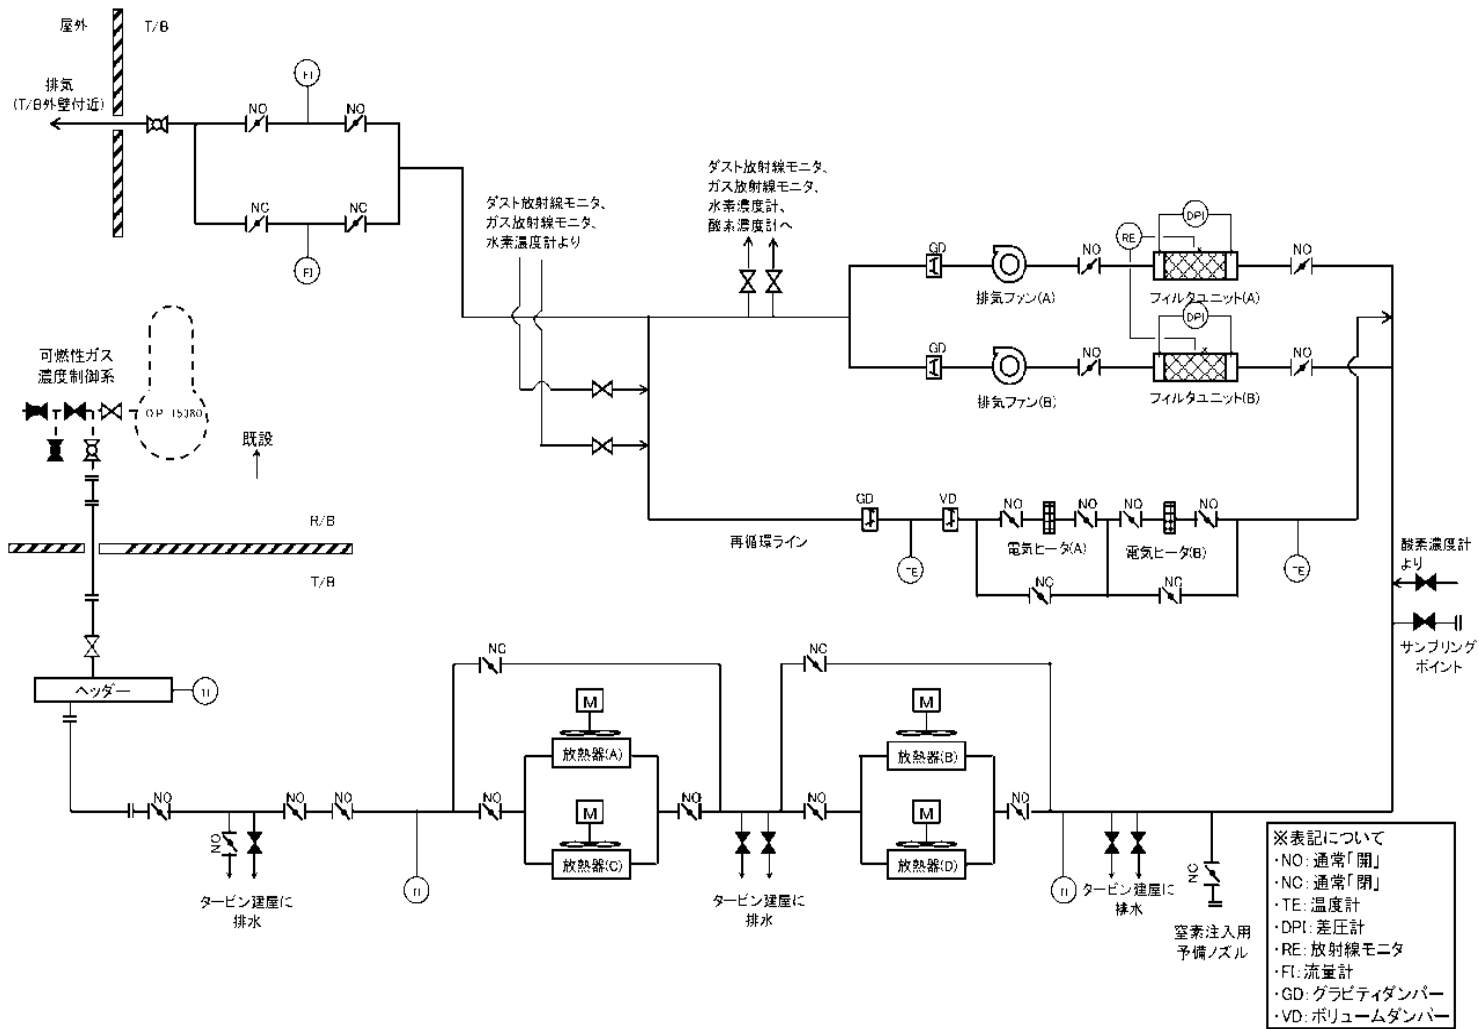 屋外
T/B
排気
(T/B外壁付近)
NO
FI
NO
NC
NC
FI
ダスト放射線モニタ、
ガス放射線モニタ、
水素濃度計より
ダスト放射線モニタ、
ガス放射線モニタ、
水素濃度計、
酸素濃度計へ
GD
排気ファン(A)
NO
RE
DPI
フィルタユニット(A)
NO
GD
排気ファン(B)
NO
DPI
フィルタユニット(B)
NO
可燃性ガス
濃度制御系
既設
R/B
T/B
GD
VD
NO
NO
NO
NO
再循環ライン
TE
電気ヒータ(A)
電気ヒータ(B)
TE
NC
NC
酸素濃度計
より
サンプリング
ポイント
ヘッダー
TI
NC
NC
M
放熱器(A)
M
放熱器(B)
NO
NO
NO
NO
NO
NO
NO
M
放熱器(C)
M
放熱器(D)
NO
TI
TI
タービン建屋に
排水
タービン建屋に
排水
タービン建屋に
排水
NC
窒素注入用
予備ノズル
※表記について
・NO:通常「開」
・NC:通常「閉」
・TE:温度計
・DPI:差圧計
・RE:放射線モニタ
・FI:流量計
・GD:グラビティダンパー
・VD:ボリュームダンパー